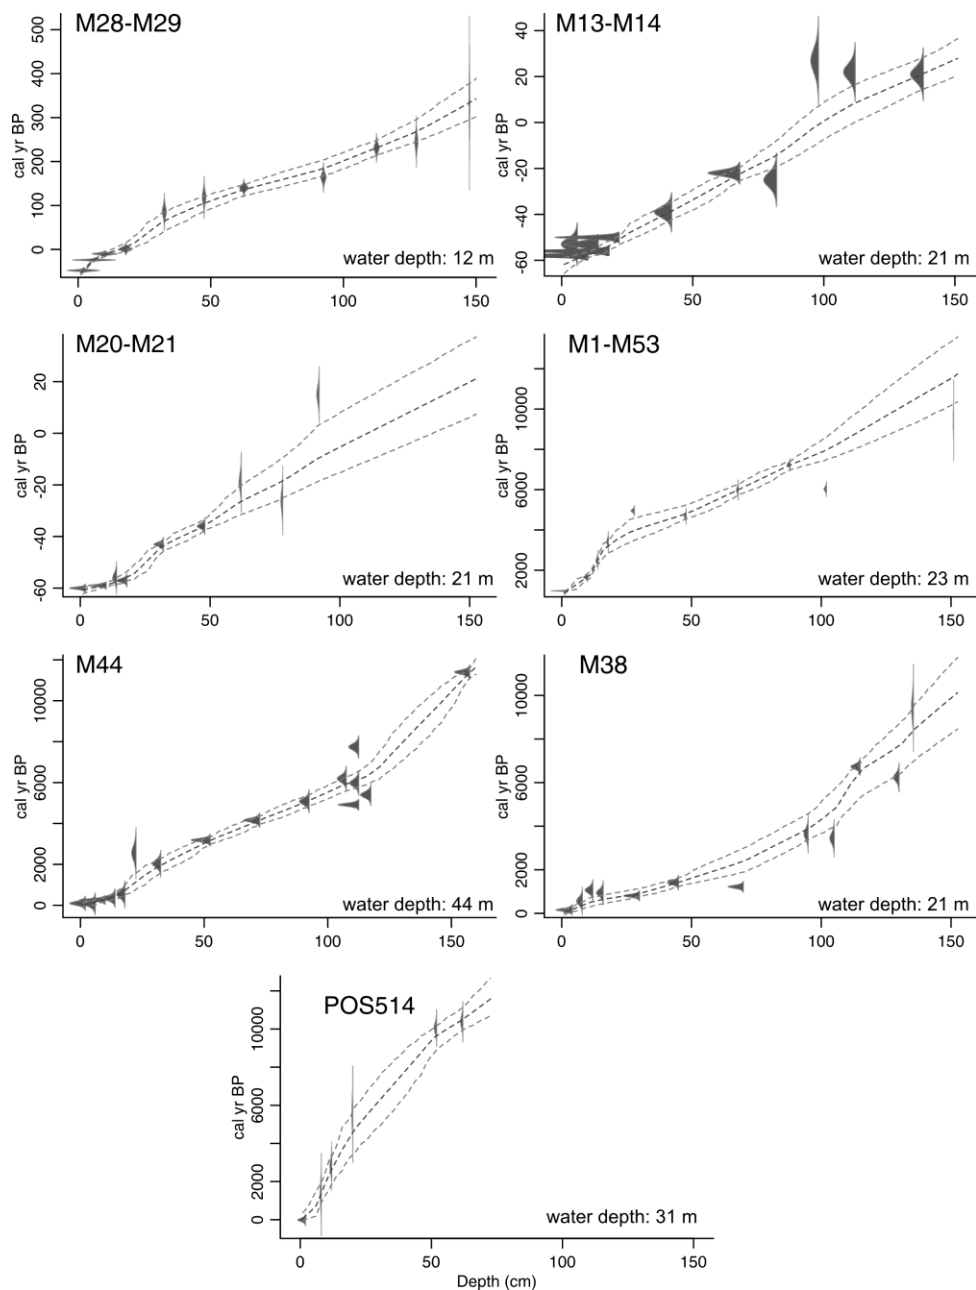 M28-M29
cal yr BP
500
400
300
200
100
0
water depth: 12 m
0 50 100 150
M13-M14
cal yr BP
40
20
0
-20
-40
-60
water depth: 21 m
0 50 100 150
M20-M21
cal yr BP
20
0
-20
-40
-60
water depth: 21 m
0 50 100 150
M1-M53
cal yr BP
10000
6000
2000
water depth: 23 m
0 50 100 150
M44
cal yr BP
10000
6000
2000
0
water depth: 44 m
0 50 100 150
M38
cal yr BP
10000
6000
2000
0
water depth: 21 m
0 50 100 150
POS514
cal yr BP
10000
6000
2000
0
water depth: 31 m
0 50 100 150
Depth (cm)